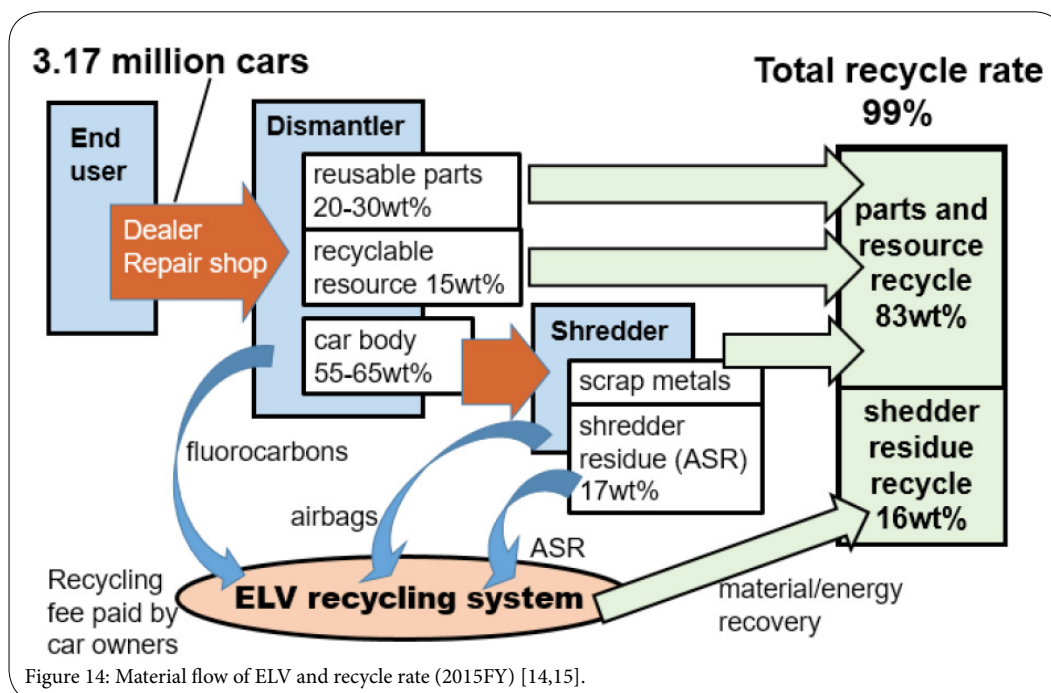 3.17 million cars
Total recycle rate
99%
End
user
Dealer
Repair shop
Dismantler
reusable parts
20-30wt%
recyclable
resource 15wt%
car body
55-65wt%
Shredder
scrap metals
shredder
residue (ASR)
17wt%
parts and
resource
recycle
83wt%
shedder
residue
recycle
16wt%
fluorocarbons
airbags
ASR
Recycling
fee paid by
car owners
ELV recycling system
material/energy
recovery
Figure 14: Material flow of ELV and recycle rate (2015FY) [14,15].